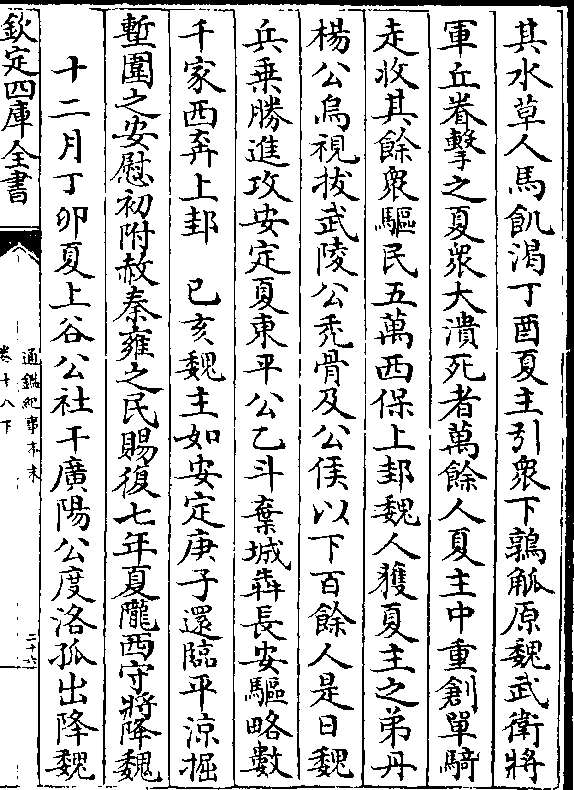 其水草人馬飢渴丁酉夏主引衆下鶉觚原魏武衛將
軍丘眷擊之夏衆大潰死者萬餘人夏主中重創單騎
走收其餘衆驅民五萬西保上邽魏人獲夏主之弟丹
楊公烏視拔武陵公禿骨及公侯以下百餘人是日魏
兵乗勝進攻安定夏東平公乙斗棄城奔長安驅略數
千家西奔上邽　已亥魏主如安定庚子還臨平涼掘
塹圍之安慰初附赦秦雍之民賜復七年夏隴西守將降魏
十二月丁卯夏上谷公社干廣陽公度洛孤出降魏
欽定四庫全書
通鑑紀事本末
卷十八下
三十六